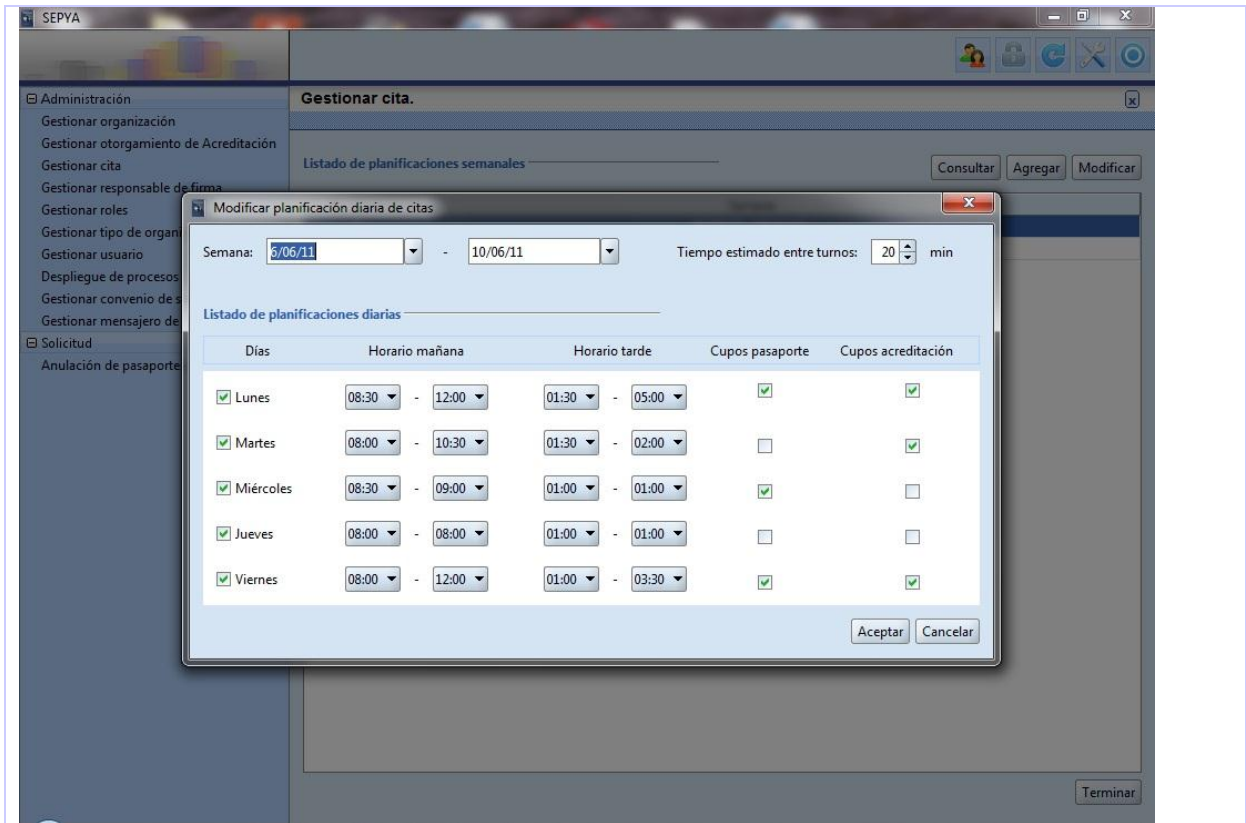 SEPYA
Administración
Gestionar organización
Gestionar otorgamiento de Acreditación
Gestionar cita
Gestionar responsable de firma
Gestionar roles
Gestionar tipo de organi
Gestionar usuario
Despliegue de procesos
Gestionar convenio de s
Gestionar mensajero de
Solicitud
Anulación de pasaporte
Gestionar cita.
Listado de planificaciones semanales
Consultar Agregar Modificar
Modificar planificación diaria de citas
Semana: 6/06/11 - 10/06/11 Tiempo estimado entre turnos: 20 min
Listado de planificaciones diarias
Días Horario mañana Horario tarde Cupos pasaporte Cupos acreditación
Lunes 08:30 - 12:00 01:30 - 05:00
Martes 08:00 - 10:30 01:30 - 02:00
Miércoles 08:30 - 09:00 01:00 - 01:00
Jueves 08:00 - 08:00 01:00 - 01:00
Viernes 08:00 - 12:00 01:00 - 03:30
Aceptar Cancelar
Terminar